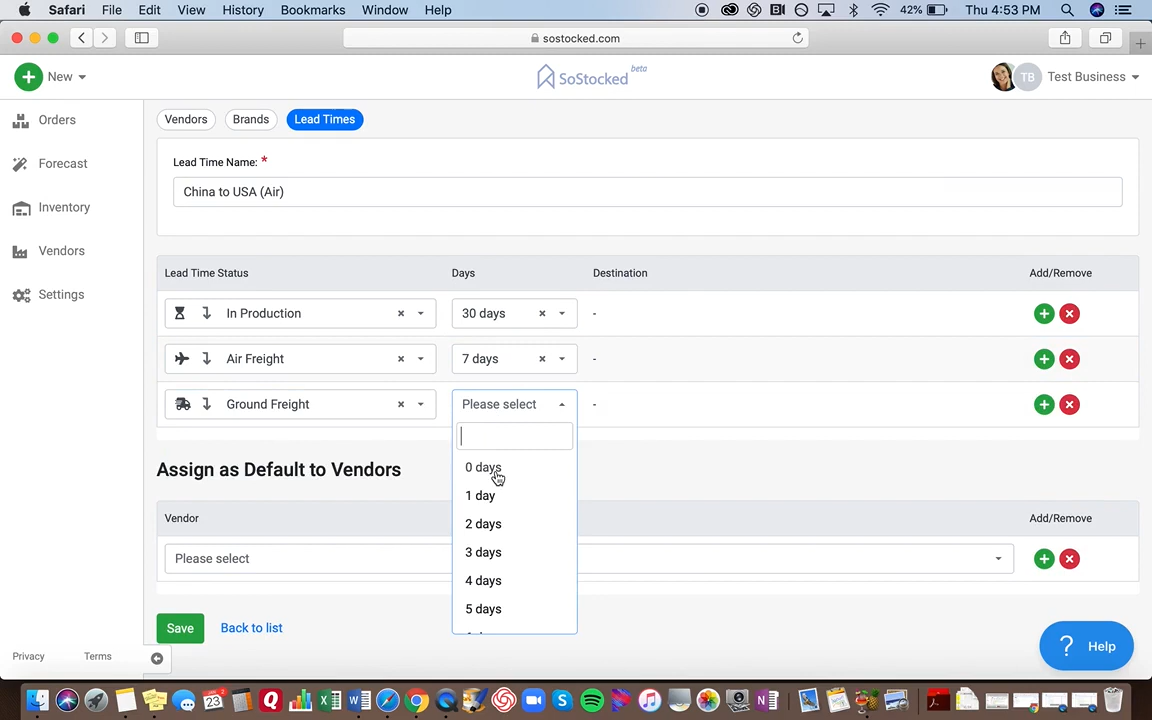 Safari File Edit View History Bookmarks Window Help 42% Thu 4:53 PM
sostocked.com
New SoStocked beta TB Test Business
Orders
Forecast
Inventory
Vendors
Settings
Vendors Brands Lead Times
Lead Time Name: *
China to USA (Air)
Lead Time Status Days Destination Add/Remove
In Production × 30 days × -
Air Freight × 7 days × -
Ground Freight × Please select -
0 days
1 day
2 days
3 days
4 days
5 days
Assign as Default to Vendors
Vendor Add/Remove
Please select
Save Back to list
Privacy Terms
? Help